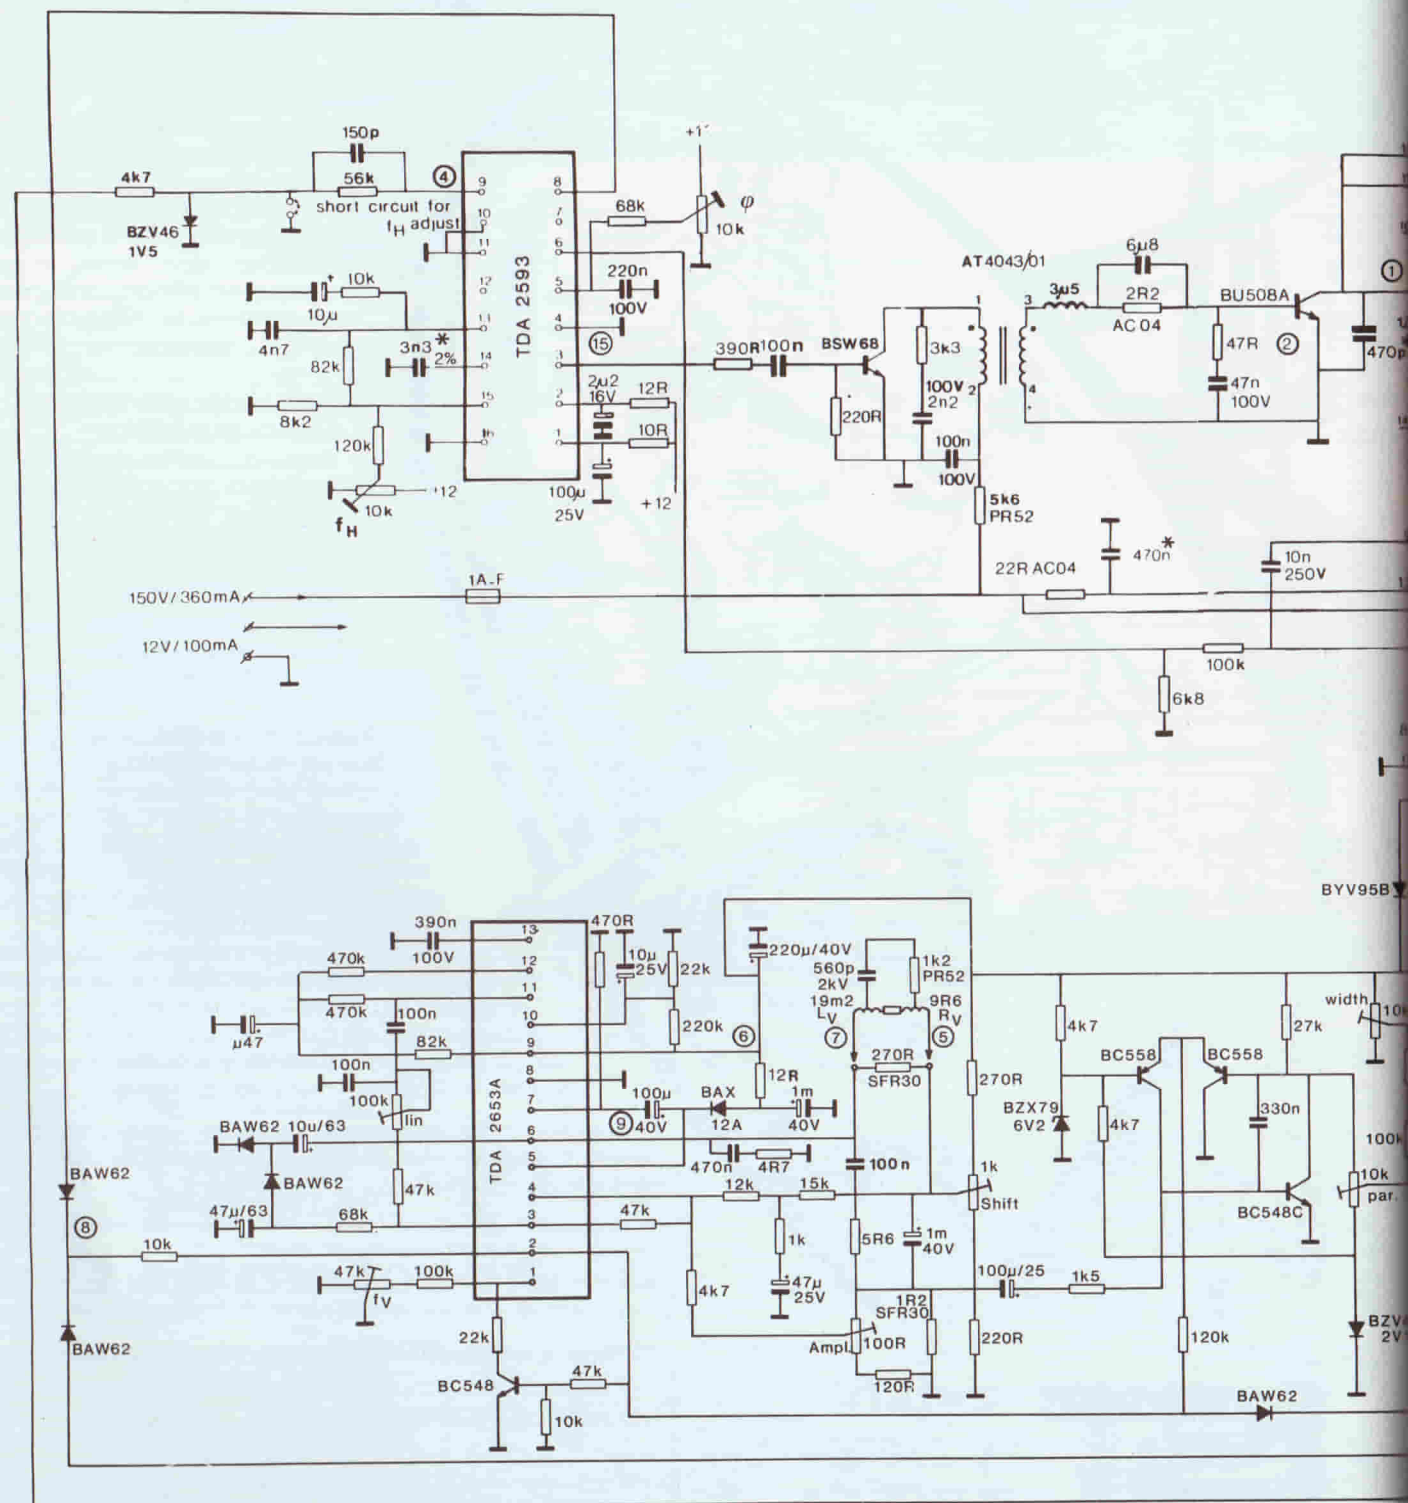 150p
+1
4k7
56k
4
9
8
short circuit for
fH adjust
10
7
68k
φ
10k
BZV46
1V5
11
6
TDA 2593
10k
12
5
220n
100V
10μ
13
4
4n7
3n3*
2%
15
82k
14
3
2μ2
16V
12R
8k2
15
2
10R
120k
16
1
100μ
25V
+12
+12
10k
fH
AT4043/01
6μ8
1
3
3μ5
2R2
AC04
BU508A
1
2
390R
100n
BSW68
3k3
47R
470p
100V
2n2
2
4
47n
100V
220R
100n
100V
5k6
PR52
470n*
22R AC04
10n
250V
150V/360mA
1A-F
12V/100mA
100k
6k8
BYV95B
390n
100V
13
470R
10μ
25V
22k
220μ/40V
560p
2kV
1k2
PR52
470k
12
19m2
LV
9R6
RV
width
470k
11
100n
220k
6
7
5
4k7
27k
μ47
10
82k
9
270R
SFR30
BC558
BC558
100n
8
12R
270R
100k
lin
TDA 2653A
7
100μ
40V
9
BAX
12A
1m
40V
BZX79
6V2
330n
BAW62
10u/63
6
4k7
100k
BAW62
5
470n
4R7
100n
1k
Shift
10k
par.
BAW62
47k
4
12k
15k
BC548C
8
47μ/63
68k
3
47k
1k
5R6
1m
40V
10k
2
4k7
47μ
25V
100μ/25
1k5
47k
fV
100k
1
1R2
SFR30
BAW62
22k
Ampl.
100R
220R
120k
BC548
47k
120R
10k
BAW62